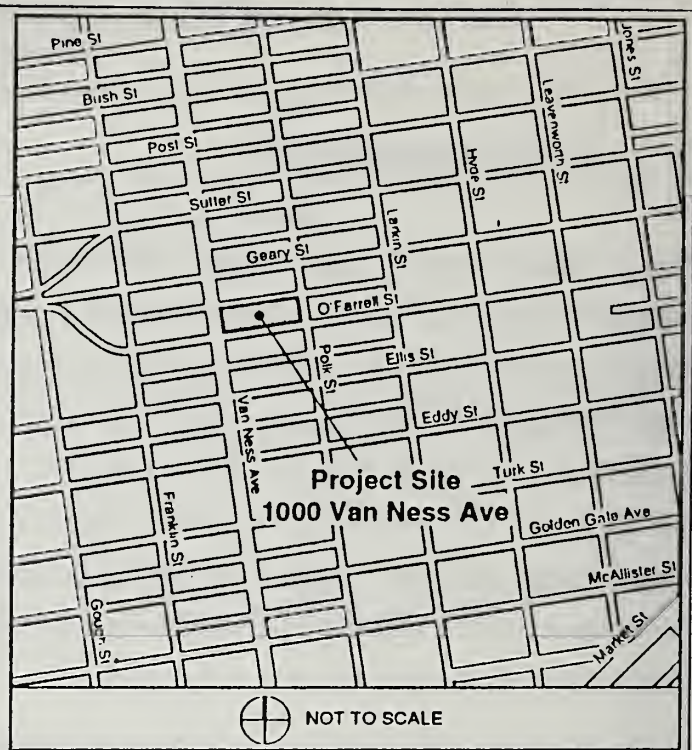 Pine St
Bush St
Post St
Sutter St
Geary St
O'Farrell St
Ellis St
Eddy St
Turk St
Golden Gate Ave
McAllister St
Market St
Jones St
Leavenworth St
Hyde St
Larkin St
Polk St
Van Ness Ave
Franklin St
Gough St
Project Site
1000 Van Ness Ave
NOT TO SCALE